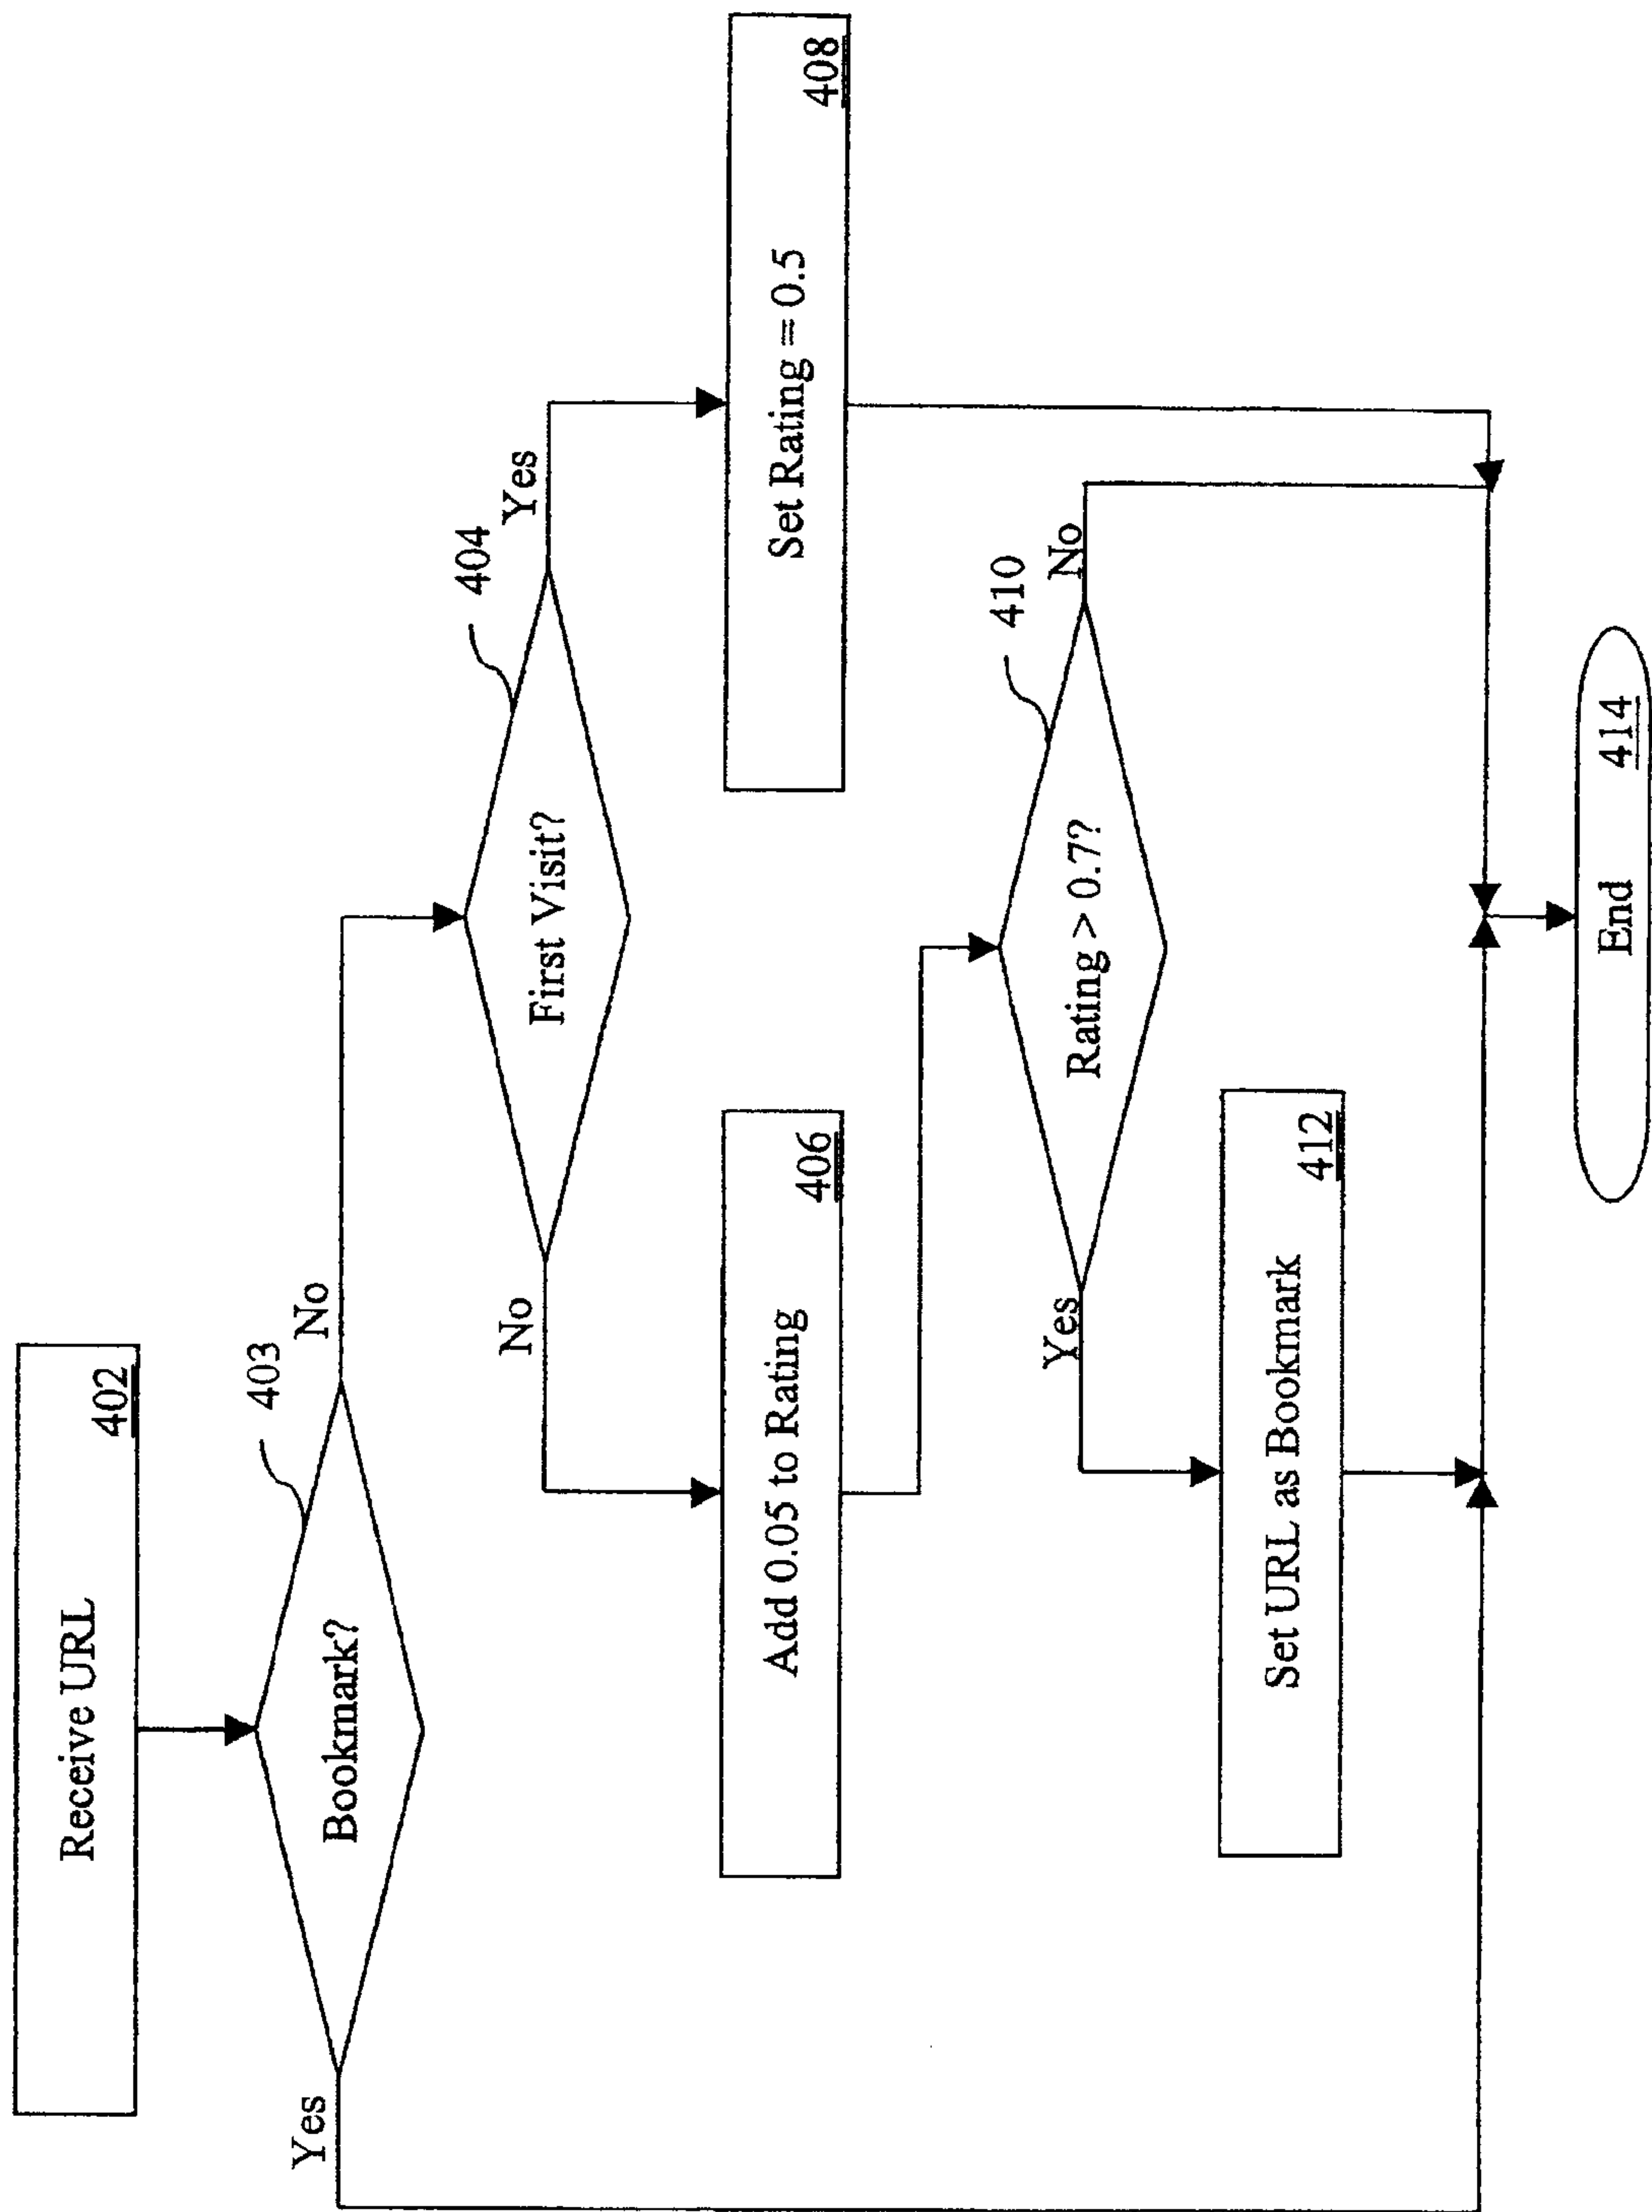 Receive URL
402
403
Bookmark?
Yes
No
404
First Visit?
No
Yes
Add 0.05 to Rating
406
Set Rating = 0.5
408
410
Rating > 0.7?
Yes
No
Set URL as Bookmark
412
End 414